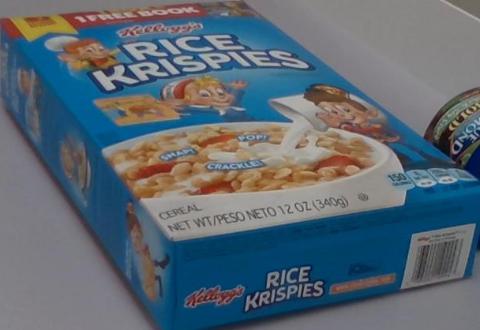 1 FREE BOOK
Kellogg's
RICE
KRISPIES
SNAP!
POP!
CRACKLE!
150
CEREAL
NET WT/PESO NETO 12 OZ (340g)
Kellogg's
RICE
KRISPIES